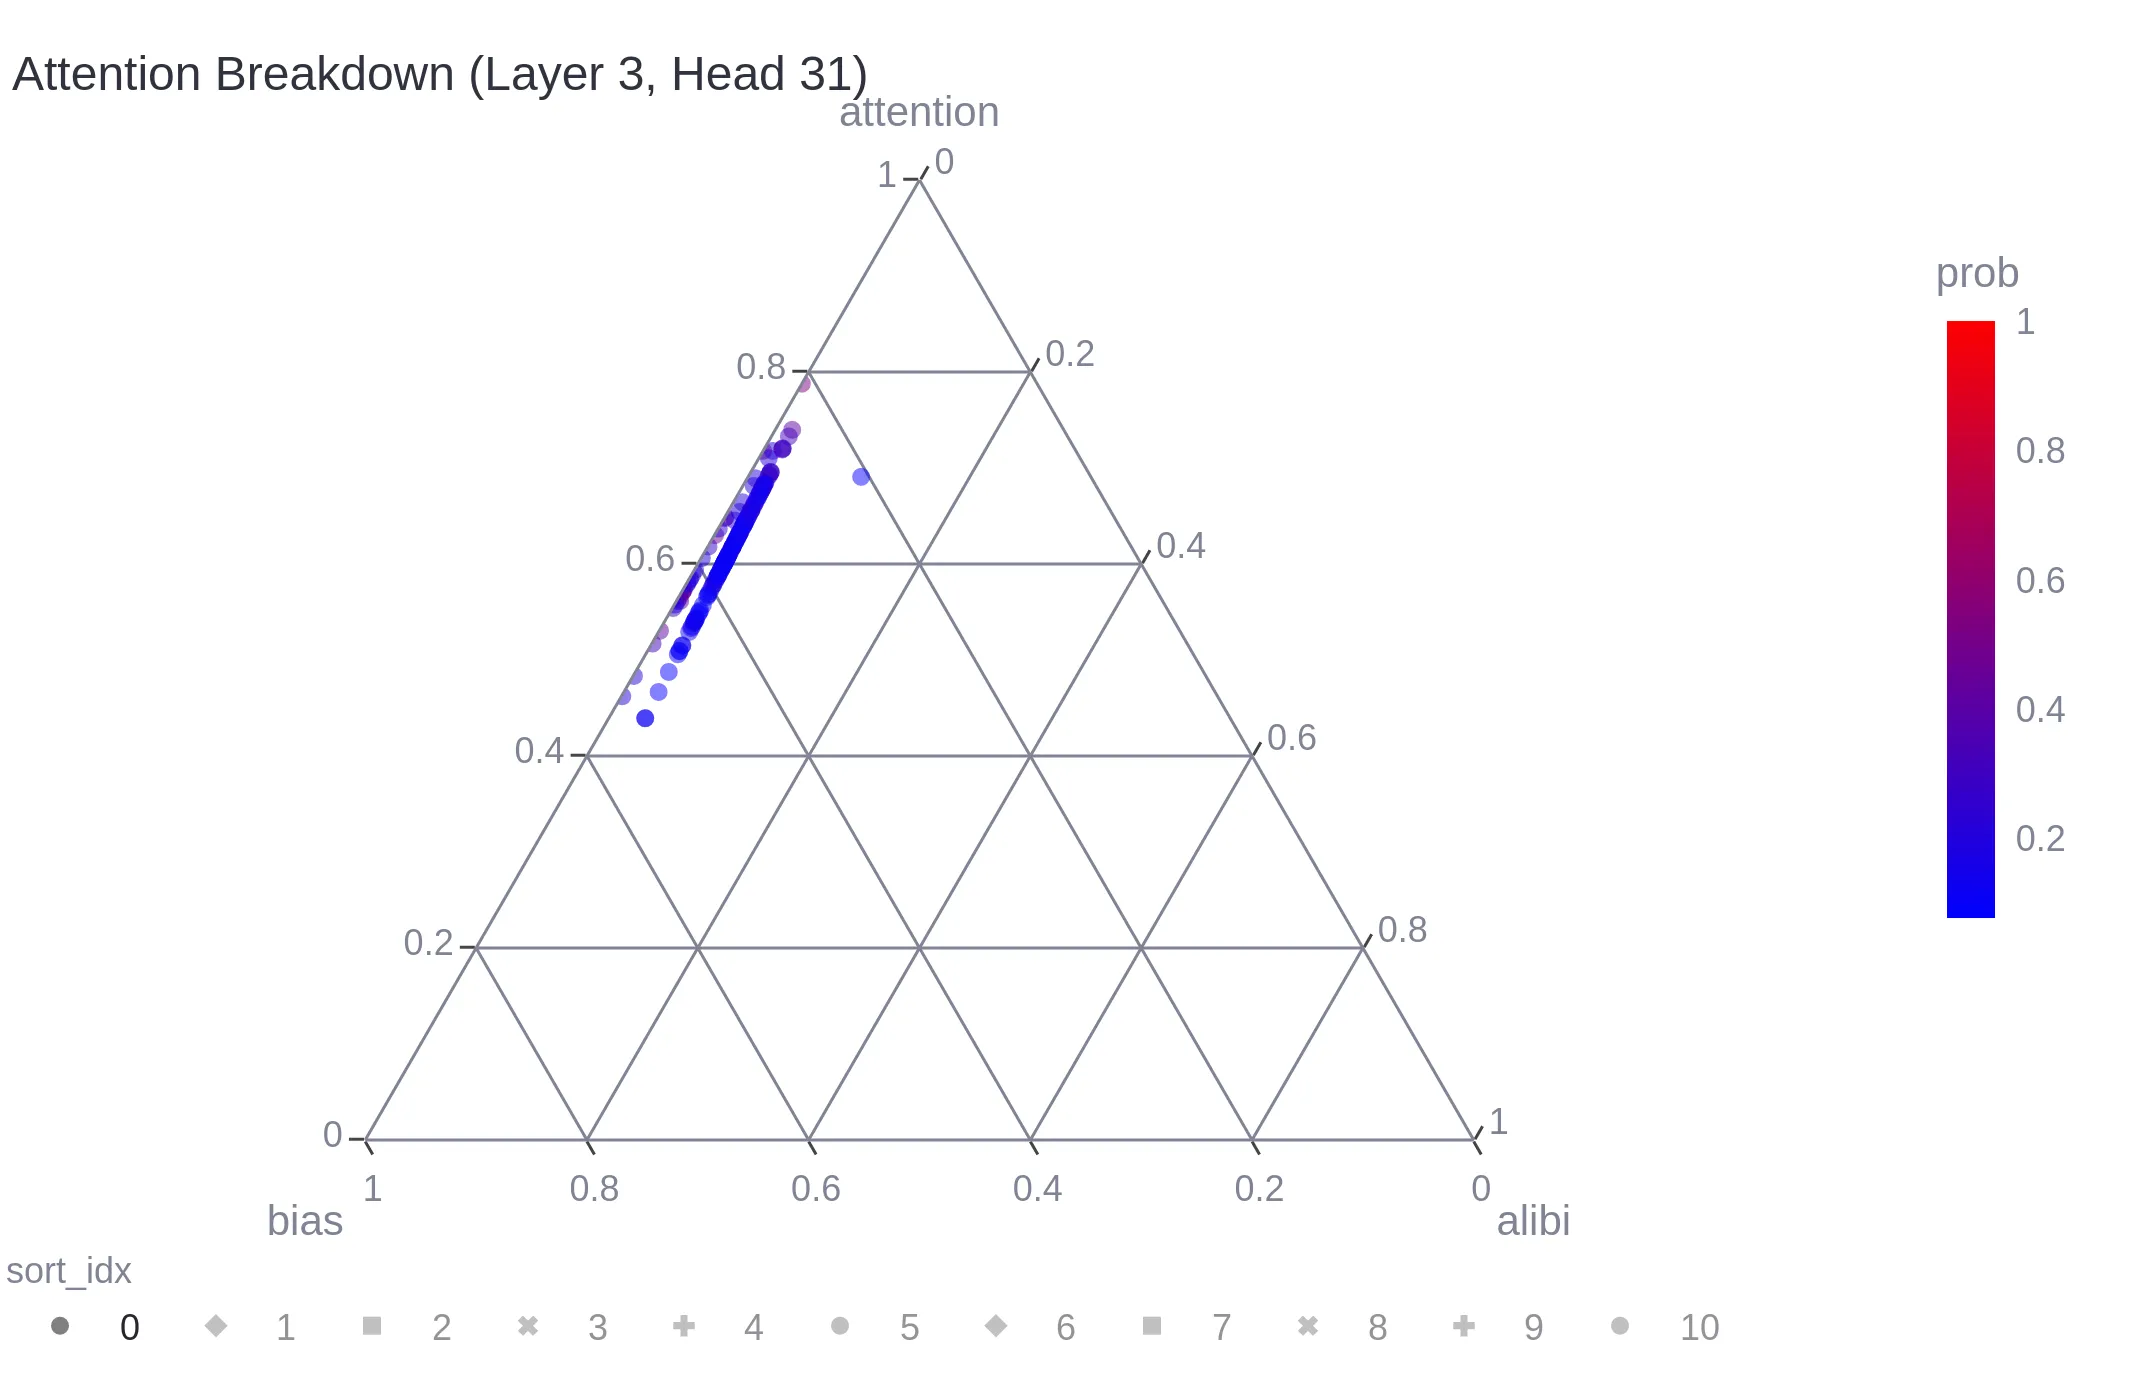 Attention Breakdown (Layer 3, Head 31)
attention
1 0
prob
1
0.8 0.2
0.8
0.6 0.4
0.6
0.4 0.6
0.4
0.2 0.8
0.2
0 1
1 0.8 0.6 0.4 0.2 0
bias alibi
sort_idx
0 1 2 3 4 5 6 7 8 9 10